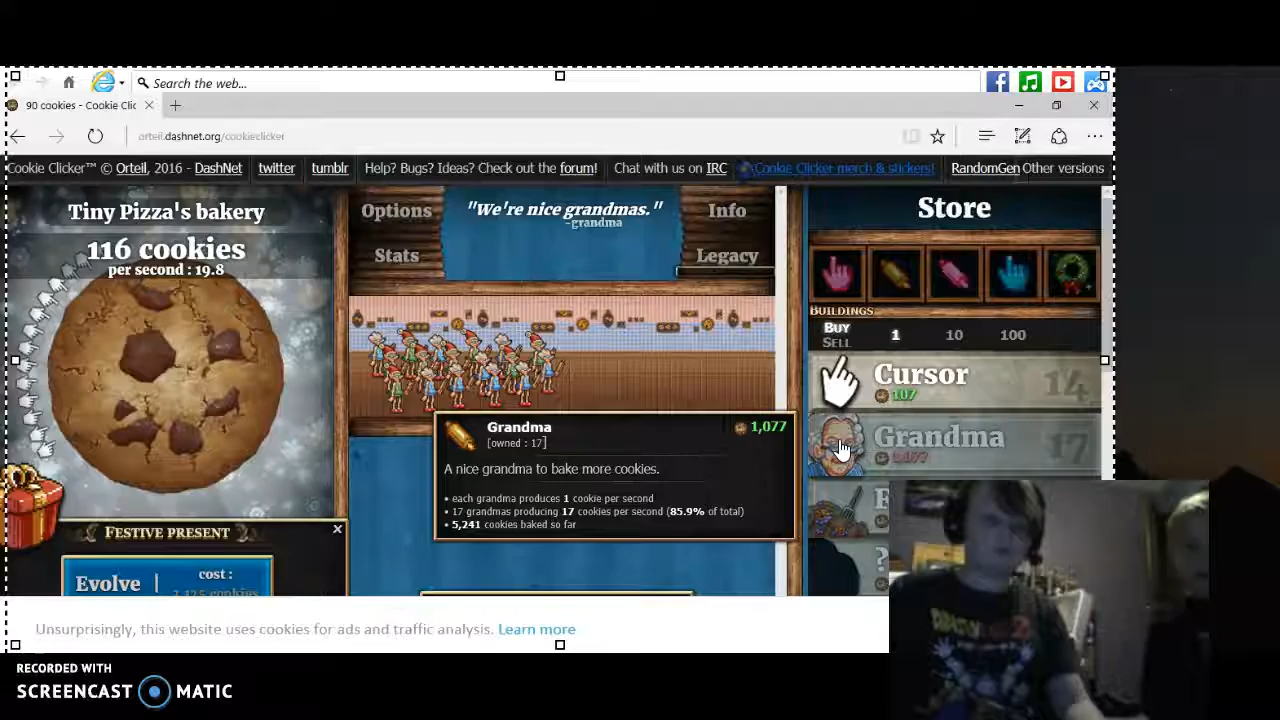 Search the web...
90 cookies - Cookie Clic
orteil.dashnet.org/cookieclicker
Cookie Clicker™ © Orteil, 2016 - DashNet twitter tumblr Help? Bugs? Ideas? Check out the forum! Chat with us on IRC Cookie Clicker merch & stickers! RandomGen Other versions
Tiny Pizza's bakery
116 cookies
per second : 19.8
Options
Stats
"We're nice grandmas."
-grandma
Info
Legacy
Store
BUILDINGS
BUY
SELL
1 10 100
Cursor
107
14
Grandma
1,077
17
Grandma
[owned : 17]
1,077
A nice grandma to bake more cookies.
• each grandma produces 1 cookie per second
• 17 grandmas producing 17 cookies per second (85.9% of total)
• 5,241 cookies baked so far
F
?
FESTIVE PRESENT
Evolve | cost :
cookies
Unsurprisingly, this website uses cookies for ads and traffic analysis. Learn more
RECORDED WITH
SCREENCAST MATIC